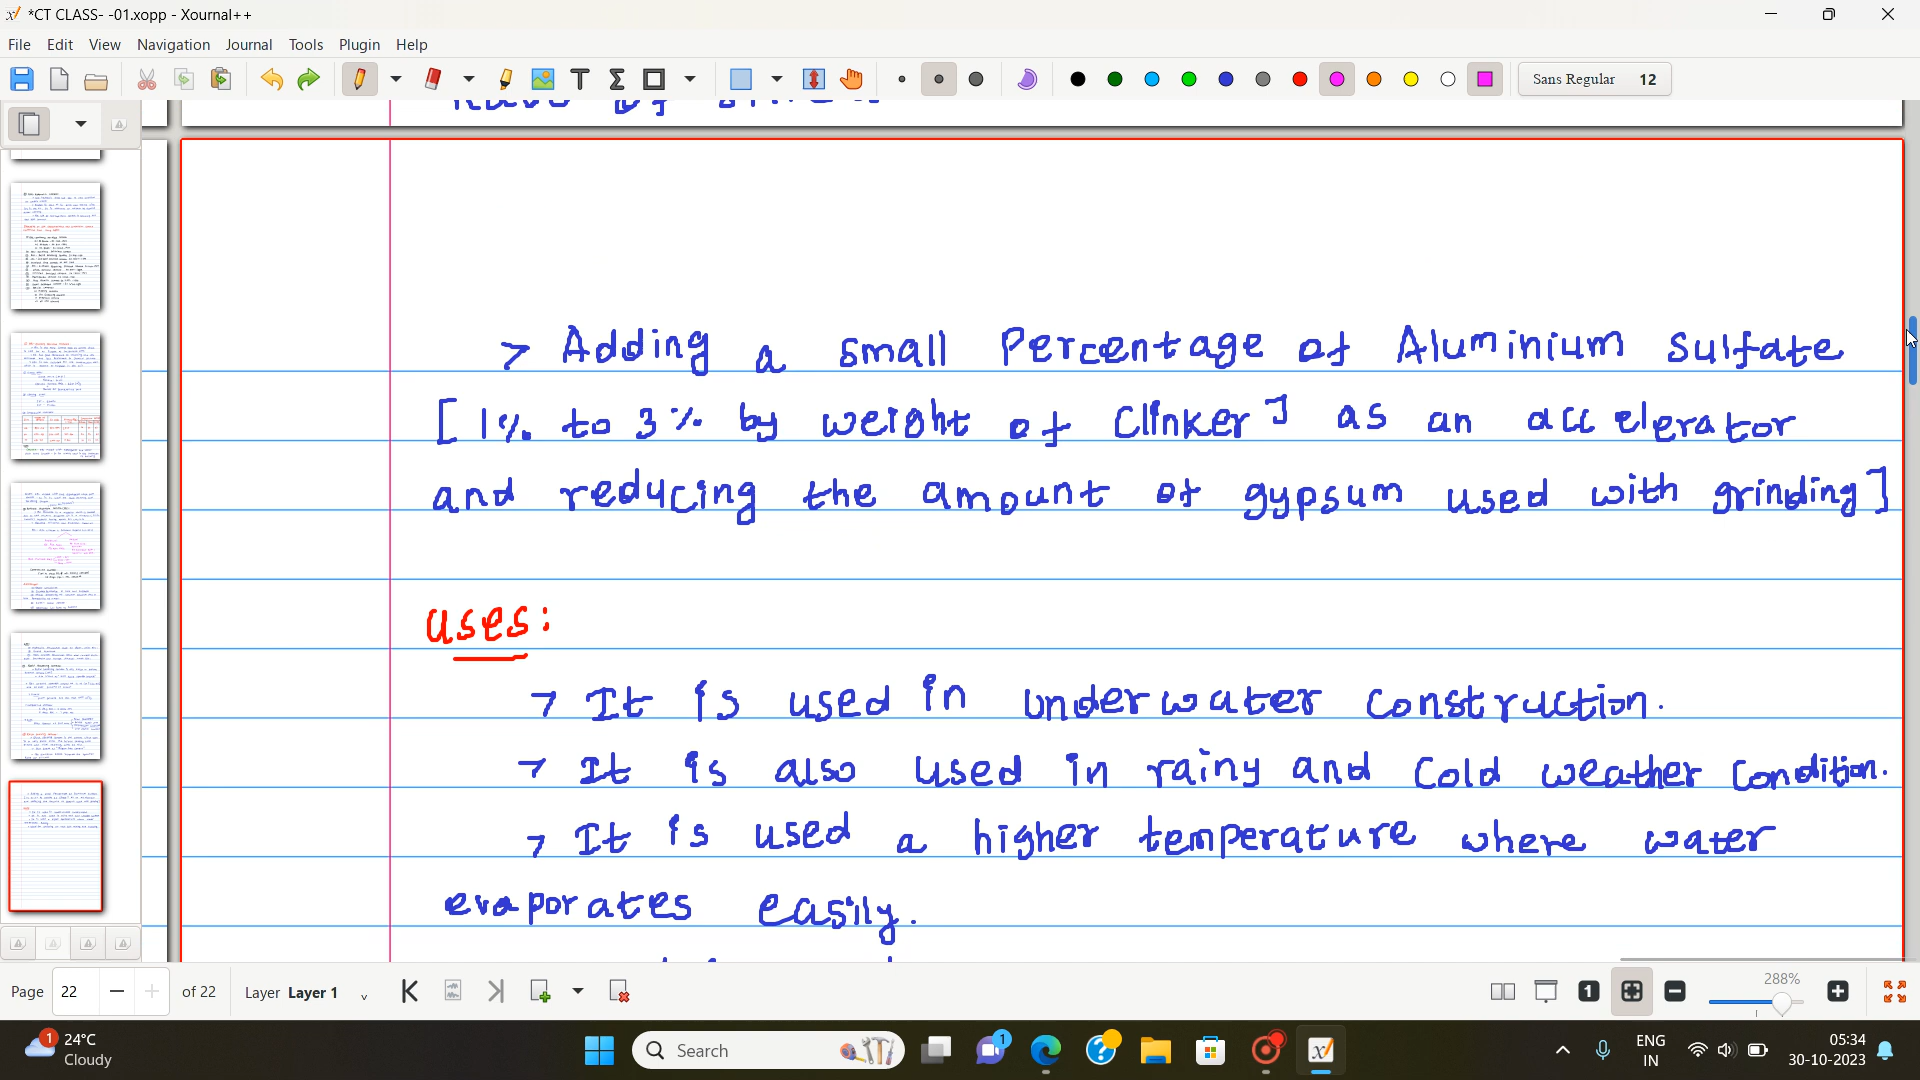 *CT CLASS- -01.xopp - Xournal++
File Edit View Navigation Journal Tools Plugin Help
Sans Regular 12
> Adding a small Percentage of Aluminium Sulfate
[1% to 3% by weight of Clinker] as an accelerator
and reducing the amount of gypsum used with grinding]
uses:
> It is used in Underwater Construction.
> It is also used in rainy and Cold weather Condition.
> It is used a higher temperature where water
evaporates easily.
Page 22 of 22 Layer Layer 1 288%
24°C
Cloudy
Search
ENG
IN
05:34
30-10-2023